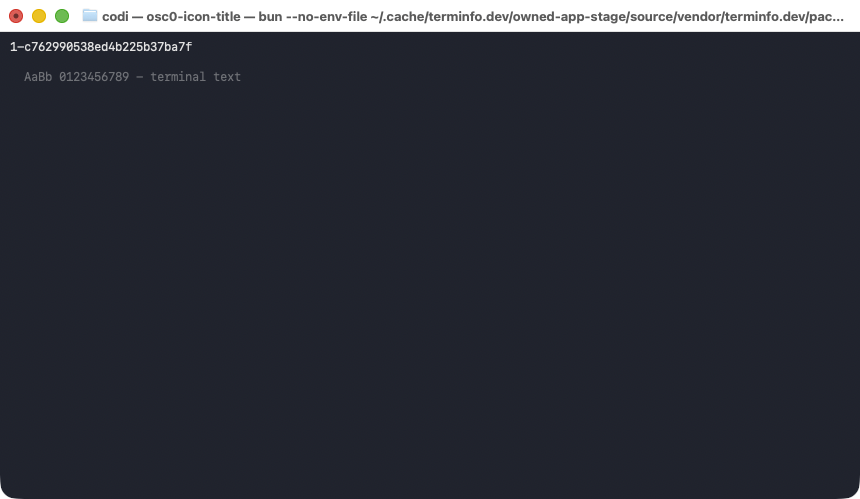 codi — osc0-icon-title — bun --no-env-file ~/.cache/terminfo.dev/owned-app-stage/source/vendor/terminfo.dev/pac...
1-c762990538ed4b225b37ba7f
AaBb 0123456789 — terminal text